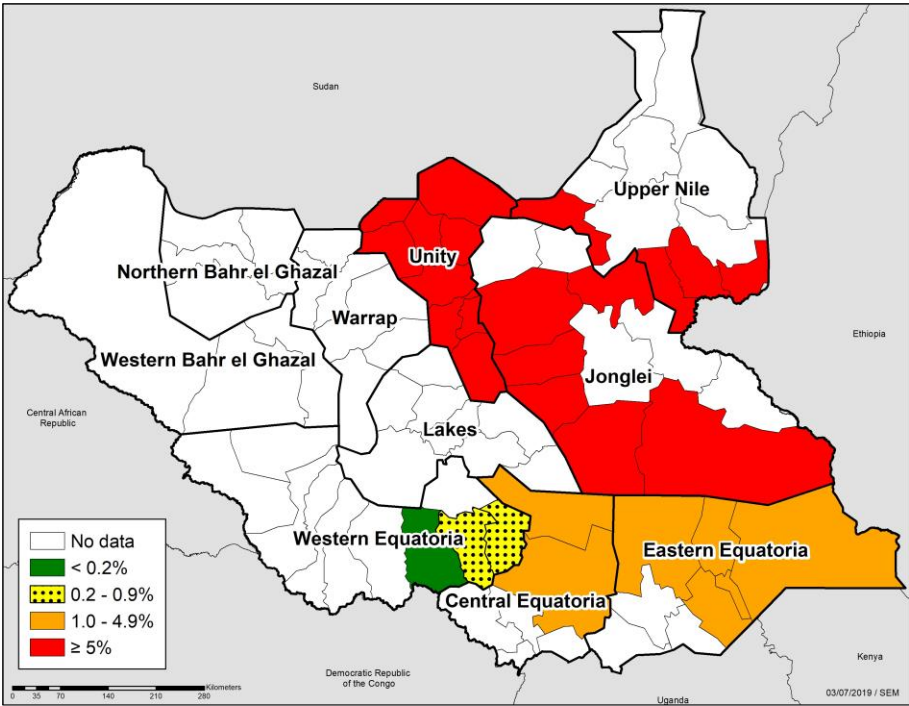 Sudan
Upper Nile
Unity
Northern Bahr el Ghazal
Warrap
Ethiopia
Western Bahr el Ghazal
Jonglei
Central African
Republic
Lakes
No data
< 0.2%
0.2 - 0.9%
1.0 - 4.9%
≥ 5%
Western Equatoria
Eastern Equatoria
Central Equatoria
Kenya
Democratic Republic
of the Congo
Kilometers
0 35 70 140 210 280
Uganda
03/07/2019 / SEM